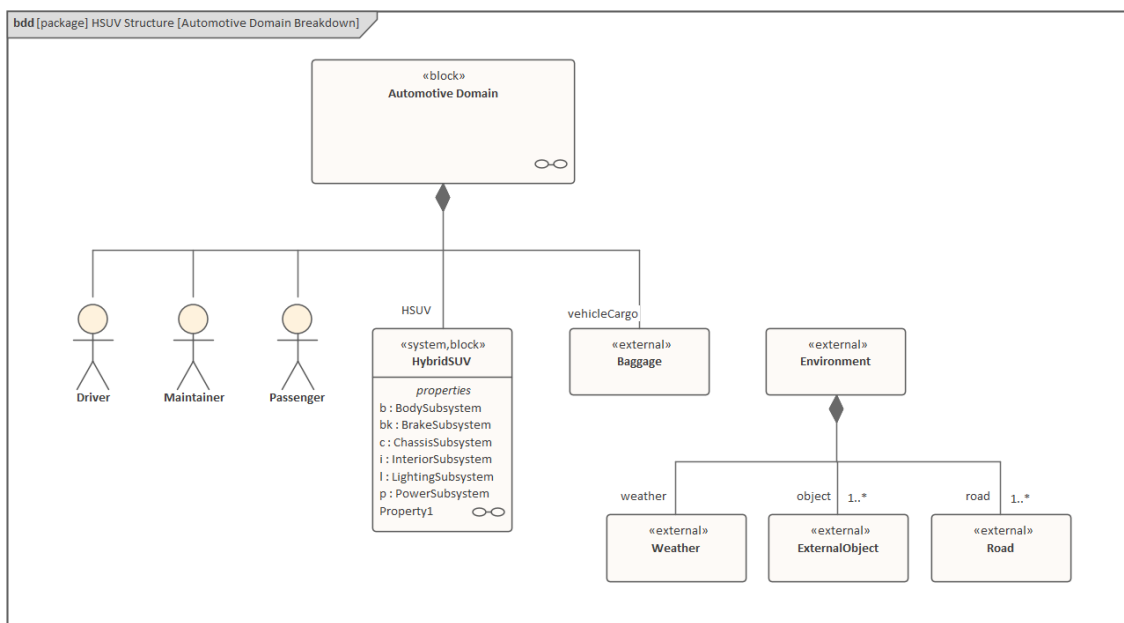 bdd [package] HSUV Structure [Automotive Domain Breakdown]
«block»
Automotive Domain
HSUV
vehicleCargo
Driver
Maintainer
Passenger
«system,block»
HybridSUV
properties
b : BodySubsystem
bk : BrakeSubsystem
c : ChassisSubsystem
i : InteriorSubsystem
l : LightingSubsystem
p : PowerSubsystem
Property1
«external»
Baggage
«external»
Environment
weather
object
1..*
road
1..*
«external»
Weather
«external»
ExternalObject
«external»
Road